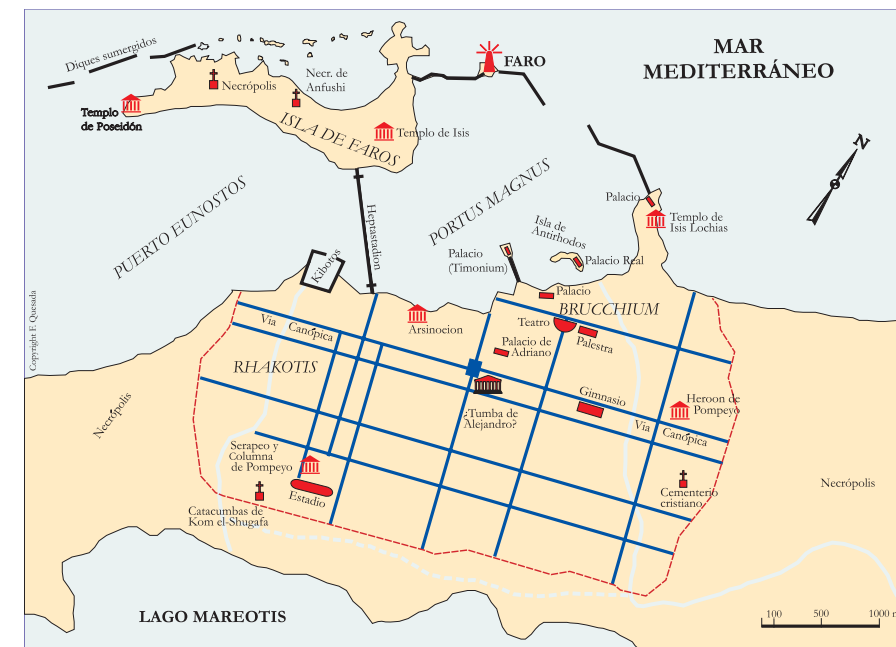 MAR
MEDITERRÁNEO
Diques sumergidos
FARO
Necr. de
Anfushi
Necrópolis
Templo
de Poseidón
ISLA DE FAROS
Templo de Isis
N
PUERTO EUNOSTOS
Heptastadion
PORTUS MAGNUS
Palacio
Templo de
Isis Lochias
Isla de
Antirhodos
Palacio
(Timonium)
Palacio Real
Kibotos
Palacio
BRUCCHIUM
Copyright F. Quesada
Via Canópica
Arsinoeion
Teatro
Palestra
Palacio de
Adriano
RHAKOTIS
Gimnasio
Heroon de
Pompeyo
Necrópolis
¿Tumba de
Alejandro?
Via Canópica
Serapeo y
Columna
de Pompeyo
Estadio
Catacumbas de
Kom el-Shugafa
Cementerio
cristiano
Necrópolis
LAGO MAREOTIS
100 500 1000 m